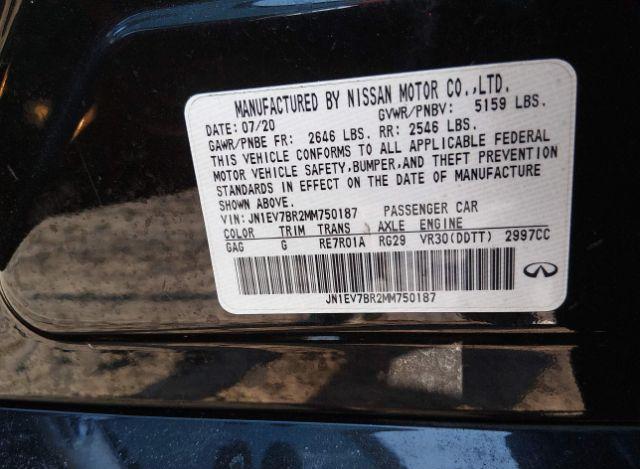 MANUFACTURED BY NISSAN MOTOR CO.,LTD.
DATE: 07/20 GVWR/PNBV: 5159 LBS.
GAWR/PNBE FR: 2646 LBS. RR: 2546 LBS.
THIS VEHICLE CONFORMS TO ALL APPLICABLE FEDERAL
MOTOR VEHICLE SAFETY,BUMPER,AND THEFT PREVENTION
STANDARDS IN EFFECT ON THE DATE OF MANUFACTURE
SHOWN ABOVE.
VIN: JN1EV7BR2MM750187 PASSENGER CAR
COLOR TRIM TRANS AXLE ENGINE
GAG G RE7R01A RG29 VR30(DDTT) 2997CC
JN1EV7BR2MM750187